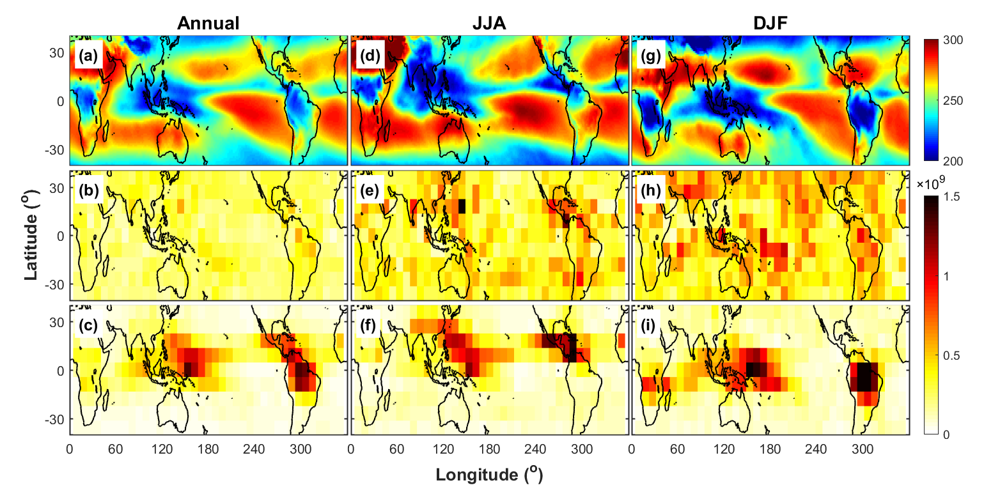 Annual JJA DJF
(a) (d) (g)
30
0
-30
300
250
200
(b) (e) (h)
30
0
-30
×10⁹
1.5
1
0.5
0
Latitude (°)
(c) (f) (i)
30
0
-30
0 60 120 180 240 300 0 60 120 180 240 300 0 60 120 180 240 300
Longitude (°)